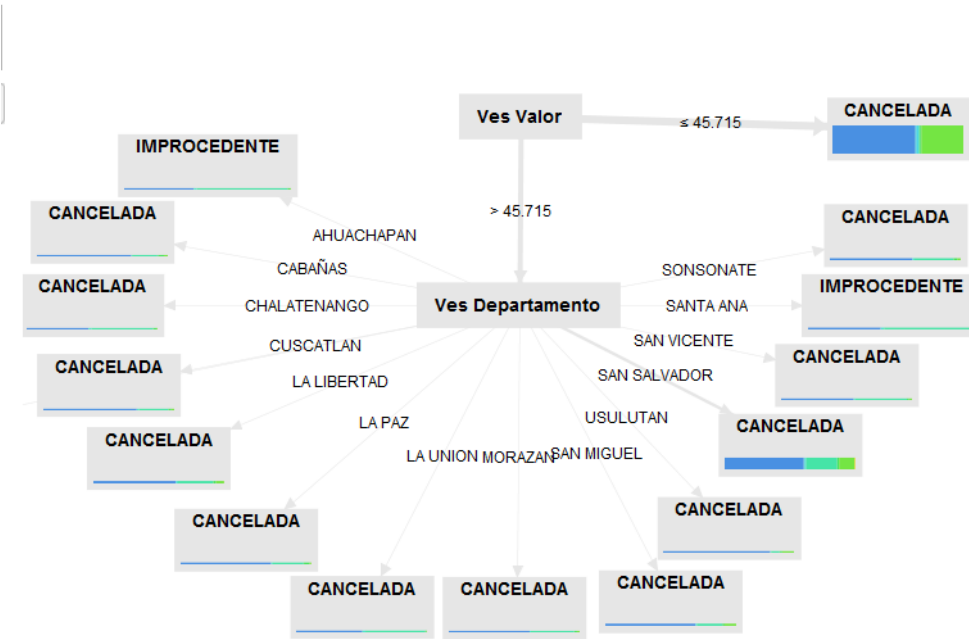 CANCELADA
Ves Valor
≤ 45.715
IMPROCEDENTE
> 45.715
CANCELADA
CANCELADA
AHUACHAPAN
CABAÑAS
SONSONATE
CANCELADA
IMPROCEDENTE
CHALATENANGO
Ves Departamento
SANTA ANA
CUSCATLAN
SAN VICENTE
CANCELADA
CANCELADA
LA LIBERTAD
SAN SALVADOR
LA PAZ
USULUTAN
CANCELADA
CANCELADA
LA UNION
MORAZAN
SAN MIGUEL
CANCELADA
CANCELADA
CANCELADA
CANCELADA
CANCELADA